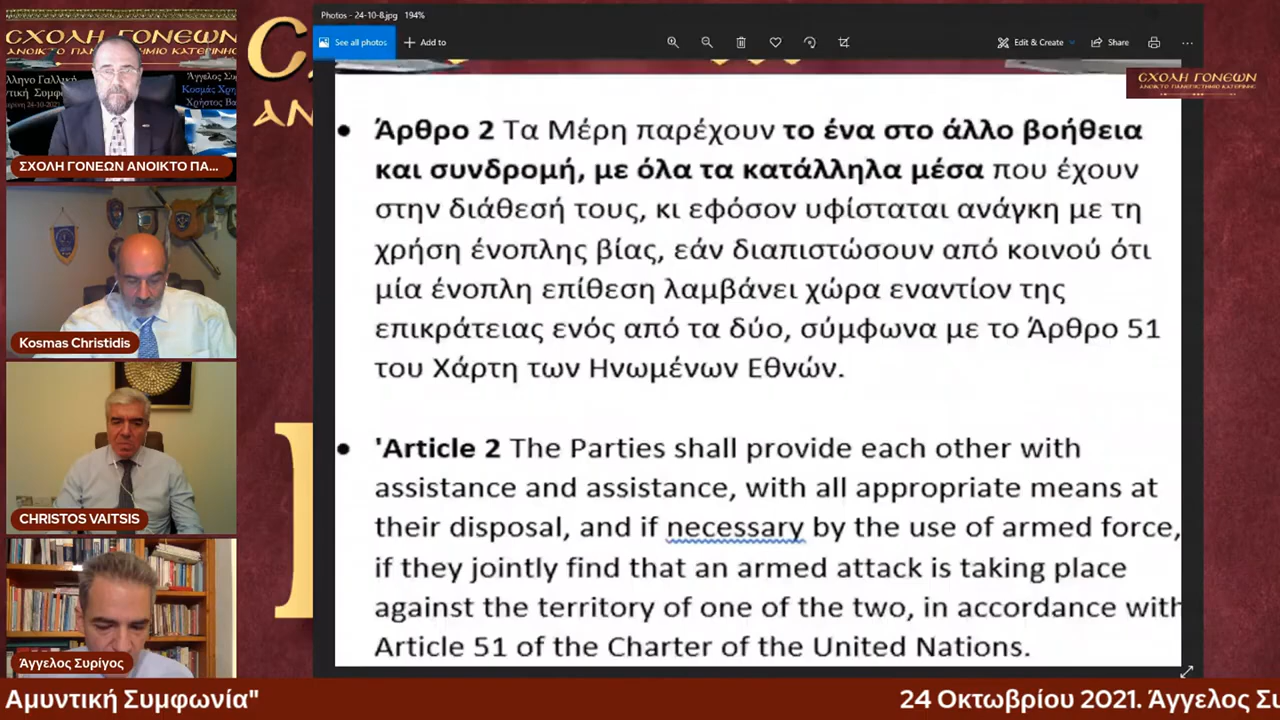 ΣΧΟΛΗ ΓΟΝΕΩΝ
ΑΝΟΙΚΤΟ ΠΑΝΕΠΙΣΤΗΜΙΟ ΚΑΤΕΡΙΝΗΣ
ΣΧΟΛΗ ΓΟΝΕΩΝ ΑΝΟΙΚΤΟ ΠΑ...
Kosmas Christidis
CHRISTOS VAITSIS
Άγγελος Συρίγος
Photos - 24-10-8.jpg 194%
See all photos
Add to
Edit & Create
Share
ΣΧΟΛΗ ΓΟΝΕΩΝ
ΑΝΟΙΚΤΟ ΠΑΝΕΠΙΣΤΗΜΙΟ ΚΑΤΕΡΙΝΗΣ
• Άρθρο 2 Τα Μέρη παρέχουν το ένα στο άλλο βοήθεια
και συνδρομή, με όλα τα κατάλληλα μέσα που έχουν
στην διάθεσή τους, κι εφόσον υφίσταται ανάγκη με τη
χρήση ένοπλης βίας, εάν διαπιστώσουν από κοινού ότι
μία ένοπλη επίθεση λαμβάνει χώρα εναντίον της
επικράτειας ενός από τα δύο, σύμφωνα με το Άρθρο 51
του Χάρτη των Ηνωμένων Εθνών.
• 'Article 2 The Parties shall provide each other with
assistance and assistance, with all appropriate means at
their disposal, and if necessary by the use of armed force,
if they jointly find that an armed attack is taking place
against the territory of one of the two, in accordance with
Article 51 of the Charter of the United Nations.
Αμυντική Συμφωνία" 24 Οκτωβρίου 2021. Άγγελος Συ